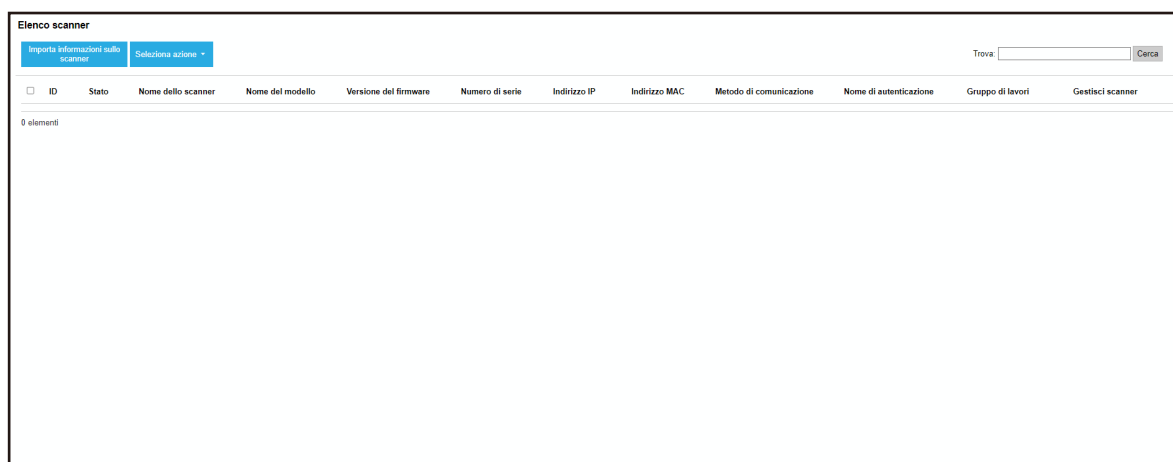 Elenco scanner
Importa informazioni sullo
scanner
Seleziona azione
Trova:
Cerca
ID Stato Nome dello scanner Nome del modello Versione del firmware Numero di serie Indirizzo IP Indirizzo MAC Metodo di comunicazione Nome di autenticazione Gruppo di lavori Gestisci scanner
0 elementi